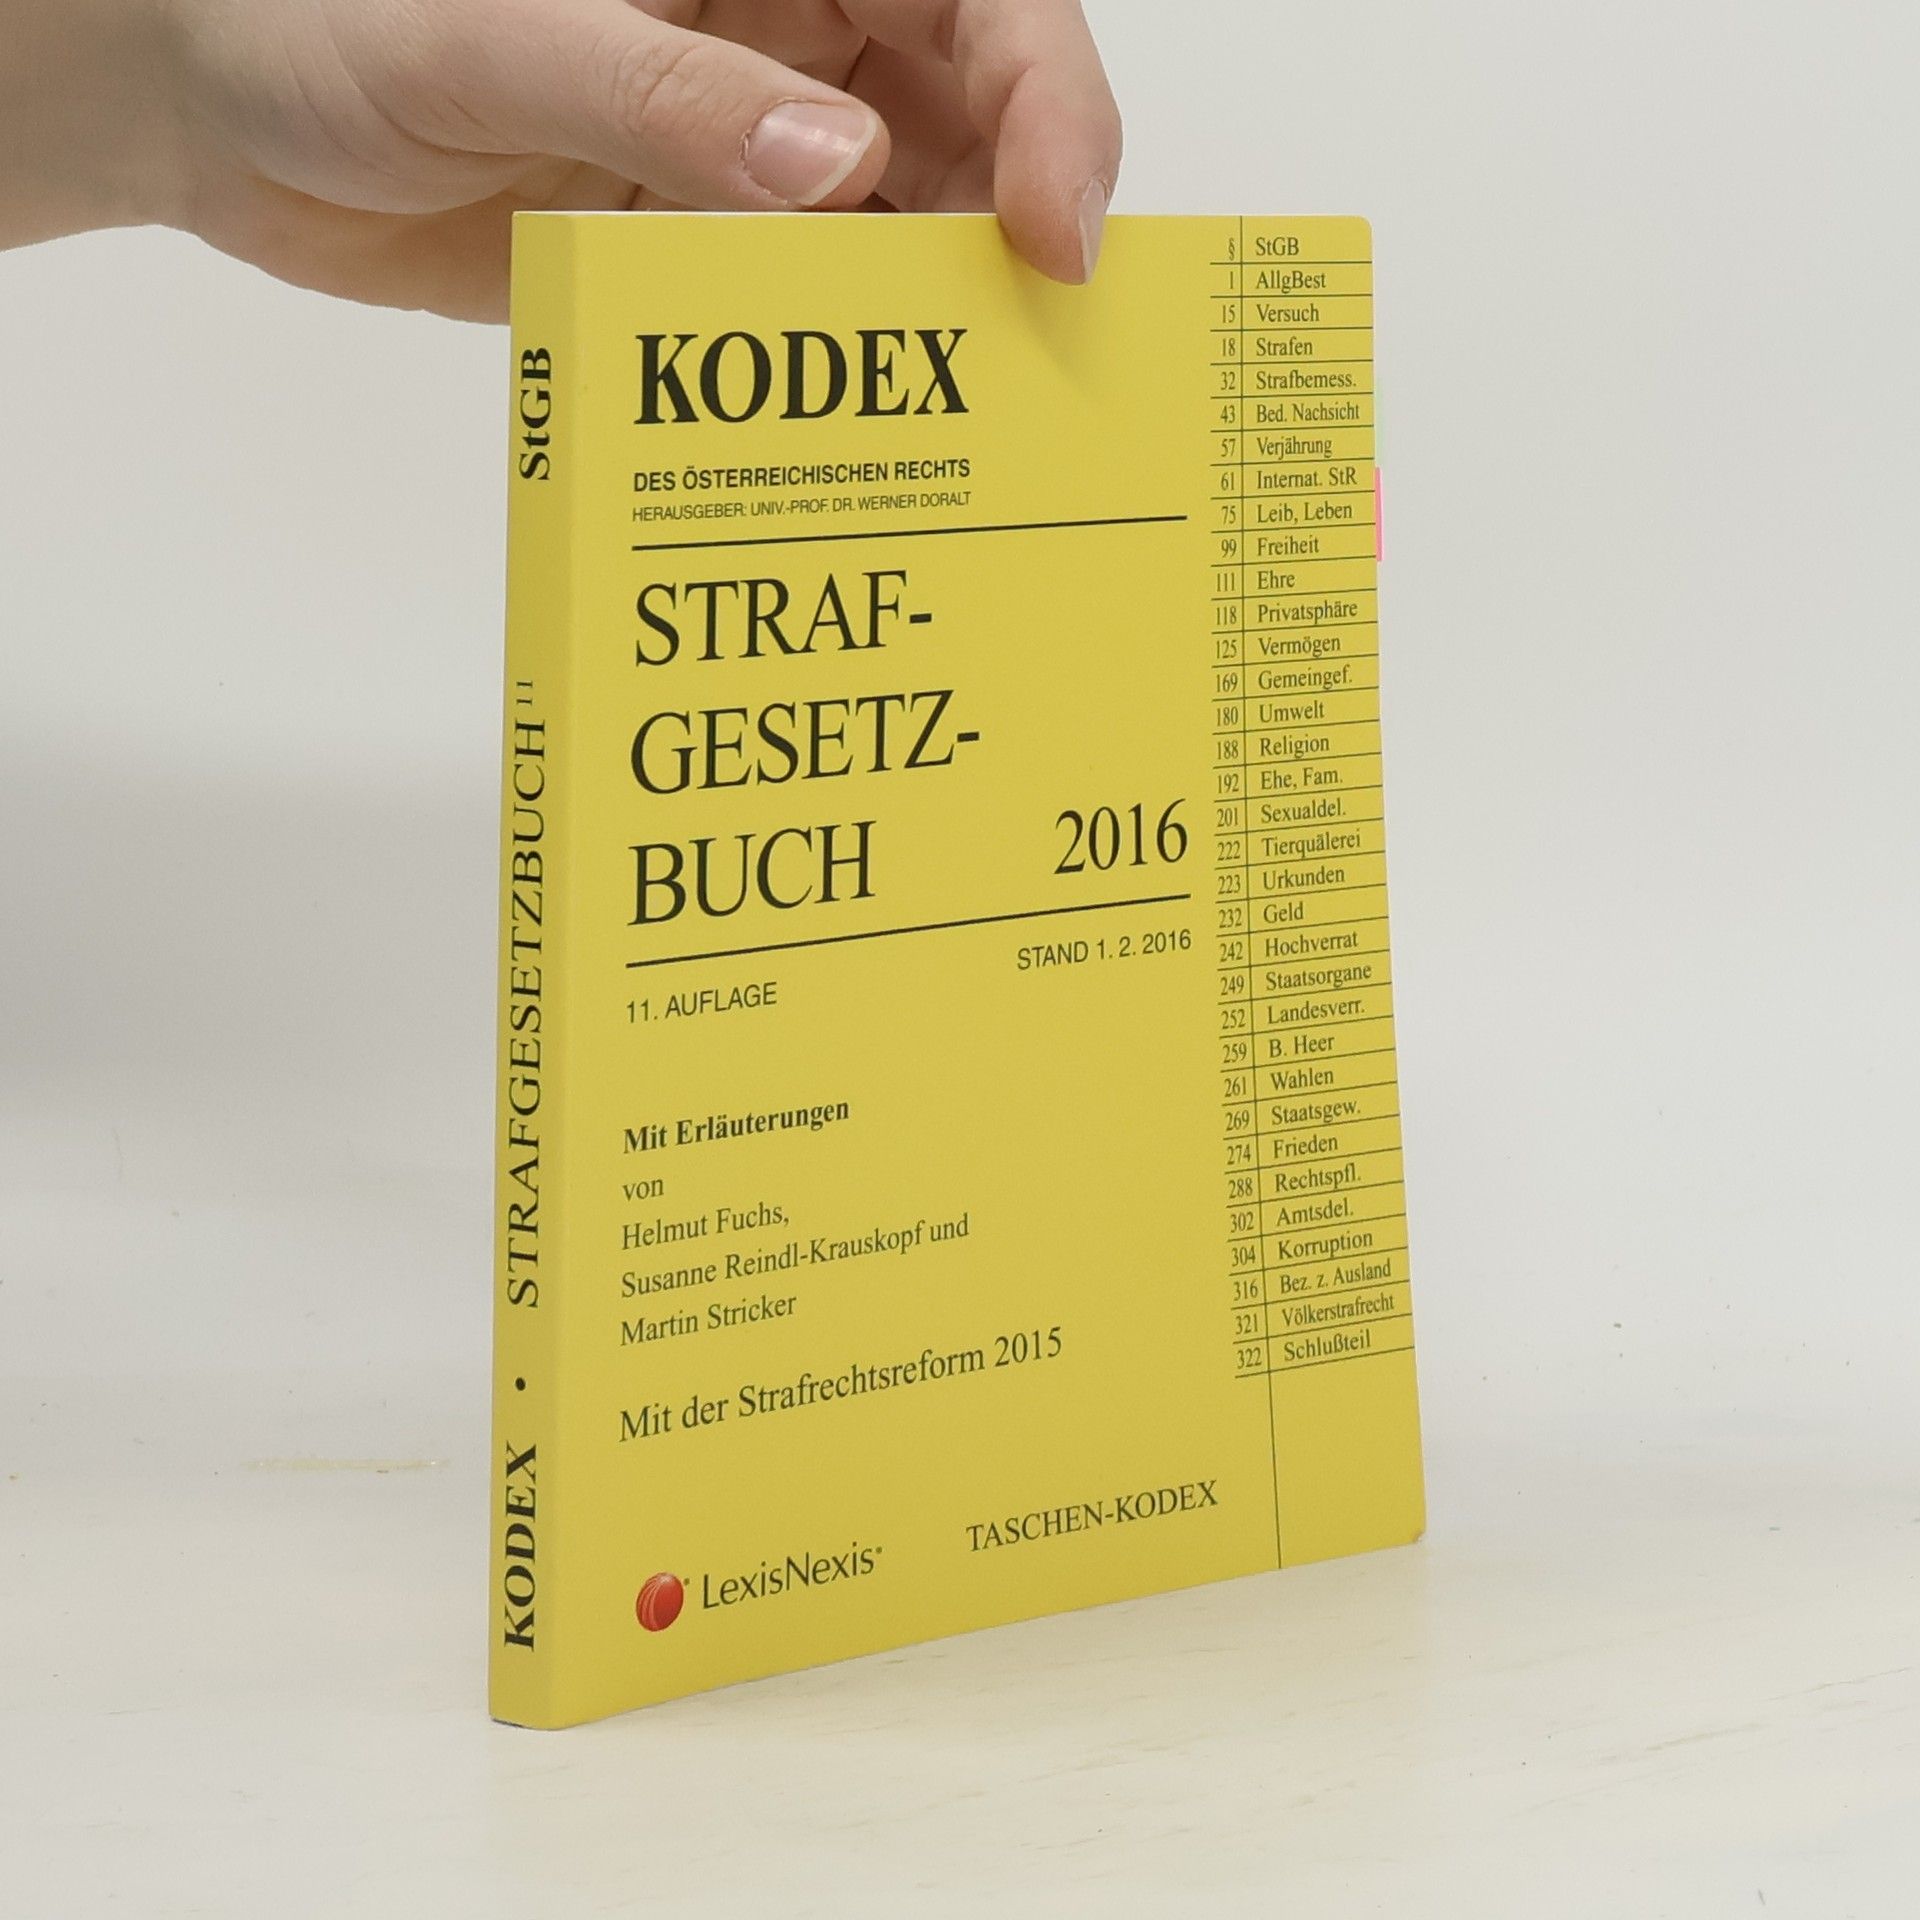 StGB
STRAFGESETZBUCH 11
•
KODEX
KODEX
DES ÖSTERREICHISCHEN RECHTS
HERAUSGEBER: UNIV.-PROF. DR. WERNER DORALT
STRAF-
GESETZ-
BUCH 2016
STAND 1. 2. 2016
11. AUFLAGE
Mit Erläuterungen
von
Helmut Fuchs,
Susanne Reindl-Krauskopf und
Martin Stricker
Mit der Strafrechtsreform 2015
TASCHEN-KODEX
LexisNexis®
§ StGB
1 AllgBest
15 Versuch
18 Strafen
32 Strafbemess.
43 Bed. Nachsicht
57 Verjährung
61 Internat. StR
75 Leib, Leben
99 Freiheit
111 Ehre
118 Privatsphäre
125 Vermögen
169 Gemeingef.
180 Umwelt
188 Religion
192 Ehe, Fam.
201 Sexualdel.
222 Tierquälerei
223 Urkunden
232 Geld
242 Hochverrat
249 Staatsorgane
252 Landesverr.
259 B. Heer
261 Wahlen
269 Staatsgew.
274 Frieden
288 Rechtspfl.
302 Amtsdel.
304 Korruption
316 Bez. z. Ausland
321 Völkerstrafrecht
322 Schlußteil